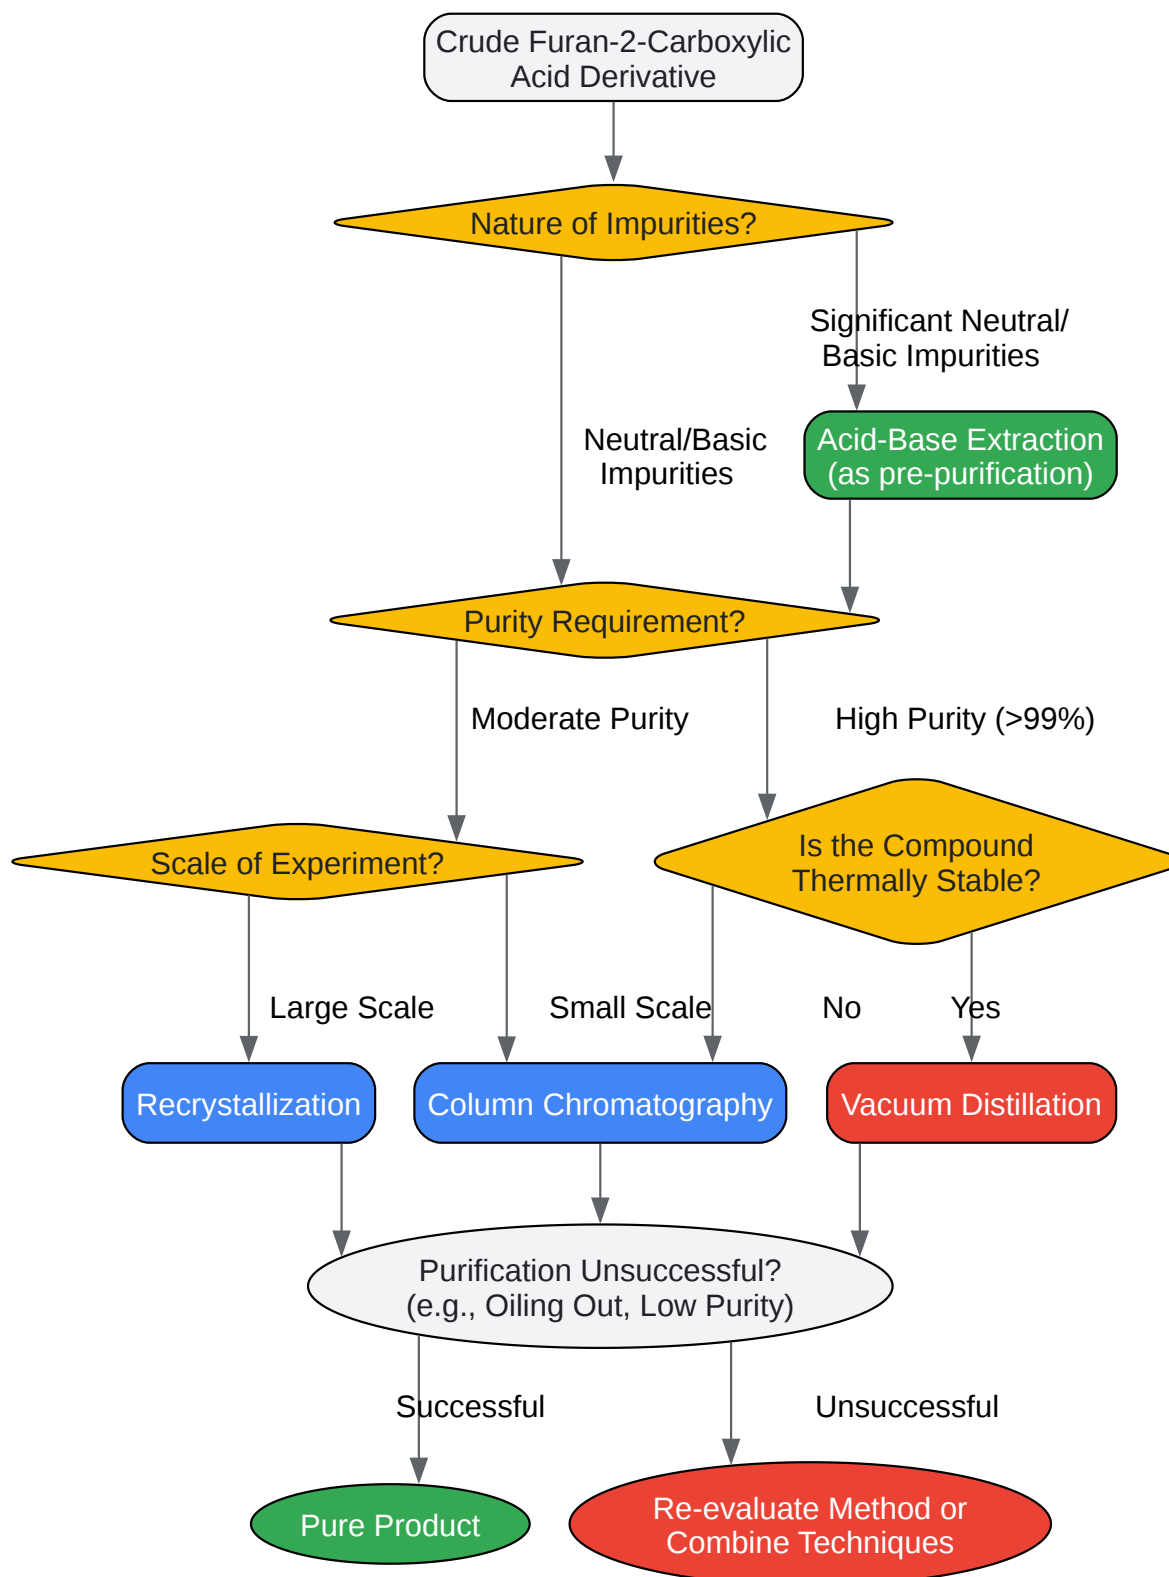 Crude Furan-2-Carboxylic
Acid Derivative
Nature of Impurities?
Significant Neutral/
Basic Impurities
Neutral/Basic
Impurities
Acid-Base Extraction
(as pre-purification)
Purity Requirement?
Moderate Purity
High Purity (>99%)
Scale of Experiment?
Is the Compound
Thermally Stable?
Large Scale
Small Scale
No
Yes
Recrystallization
Column Chromatography
Vacuum Distillation
Purification Unsuccessful?
(e.g., Oiling Out, Low Purity)
Successful
Unsuccessful
Pure Product
Re-evaluate Method or
Combine Techniques